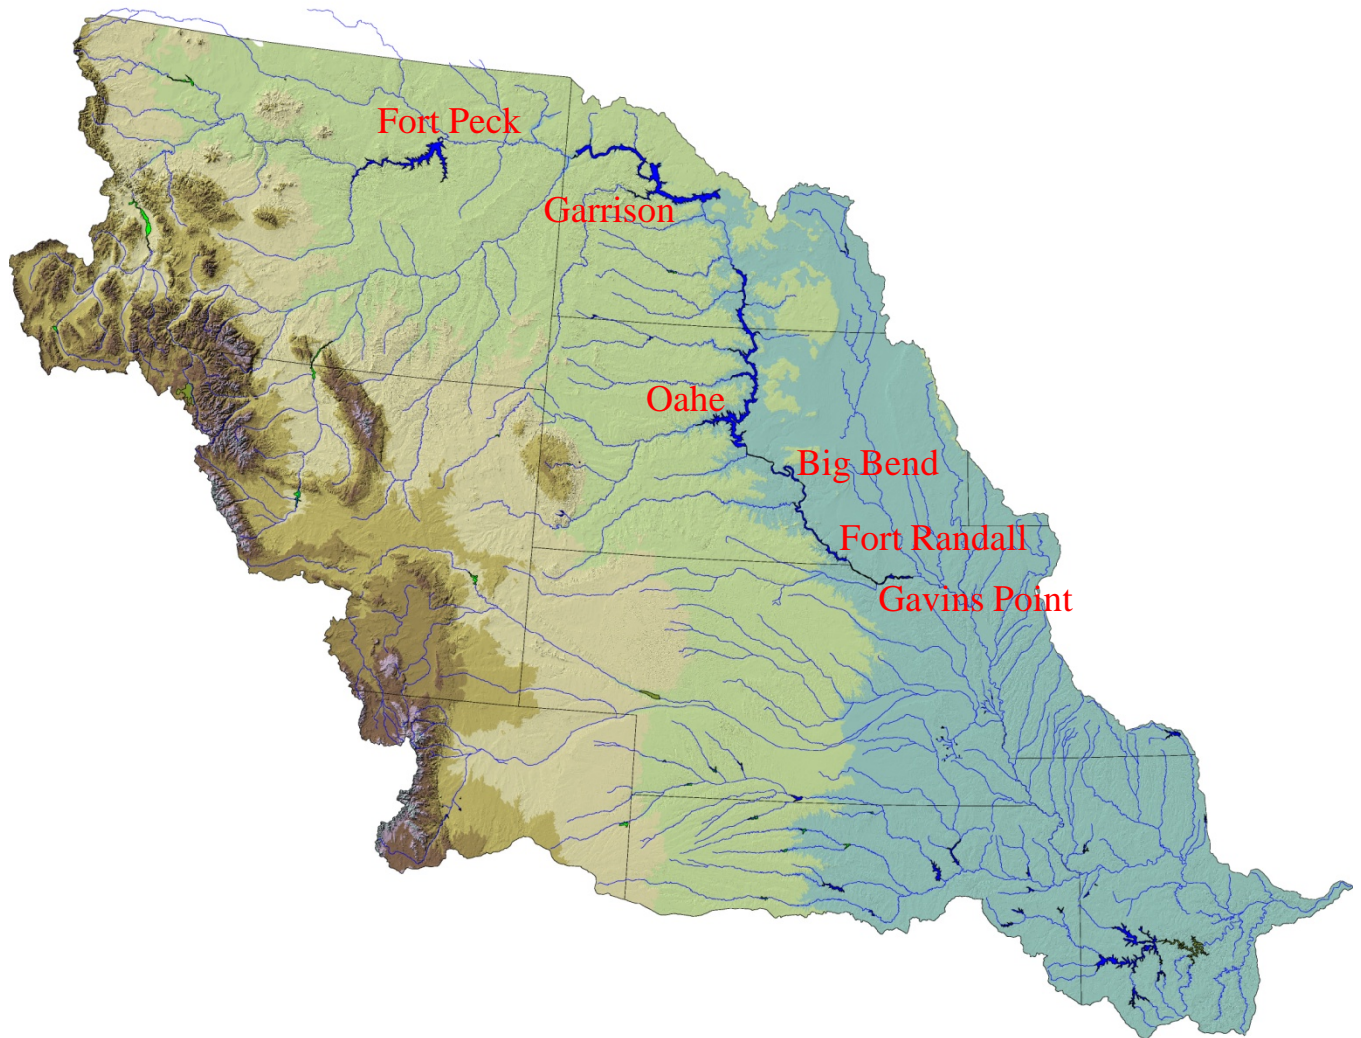 Fort Peck
Garrison
Oahe
Big Bend
Fort Randall
Gavins Point